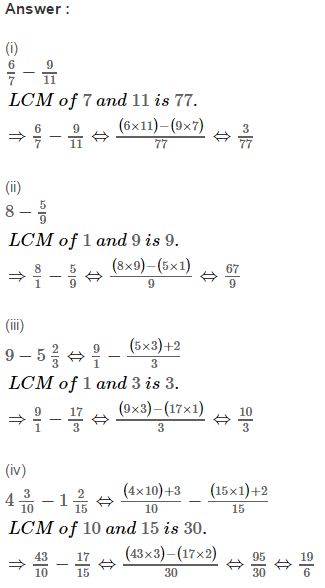 Answer :
(i)
6/7 − 9/11
LCM of 7 and 11 is 77.
⇒ 6/7 − 9/11 ⇔ (6×11)−(9×7)/77 ⇔ 3/77
(ii)
8 − 5/9
LCM of 1 and 9 is 9.
⇒ 8/1 − 5/9 ⇔ (8×9)−(5×1)/9 ⇔ 67/9
(iii)
9 − 5 2/3 ⇔ 9/1 − (5×3)+2/3
LCM of 1 and 3 is 3.
⇒ 9/1 − 17/3 ⇔ (9×3)−(17×1)/3 ⇔ 10/3
(iv)
4 3/10 − 1 2/15 ⇔ (4×10)+3/10 − (15×1)+2/15
LCM of 10 and 15 is 30.
⇒ 43/10 − 17/15 ⇔ (43×3)−(17×2)/30 ⇔ 95/30 ⇔ 19/6